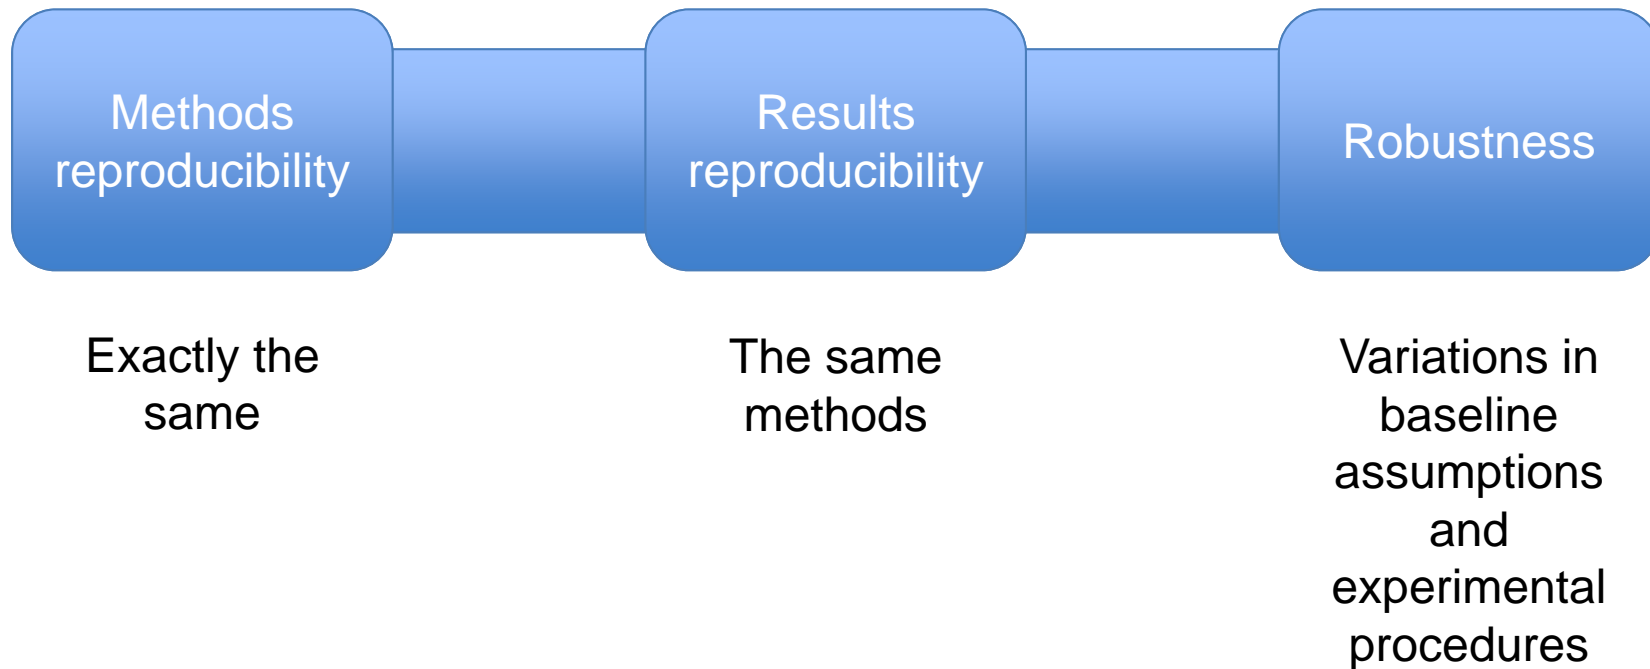 Methods
reproducibility
Results
reproducibility
Robustness
Exactly the
same
The same
methods
Variations in
baseline
assumptions
and
experimental
procedures